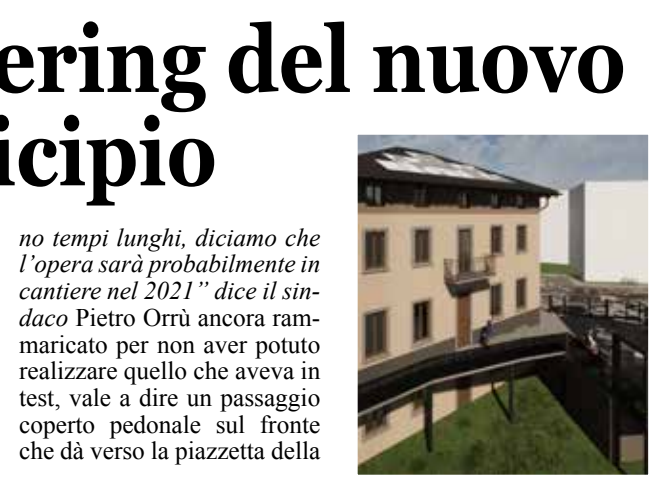 ering del nuovo
icipio
no tempi lunghi, diciamo che
l'opera sarà probabilmente in
cantiere nel 2021” dice il sin-
daco Pietro Orrù ancora ram-
maricato per non aver potuto
realizzare quello che aveva in
test, vale a dire un passaggio
coperto pedonale sul fronte
che dà verso la piazzetta della